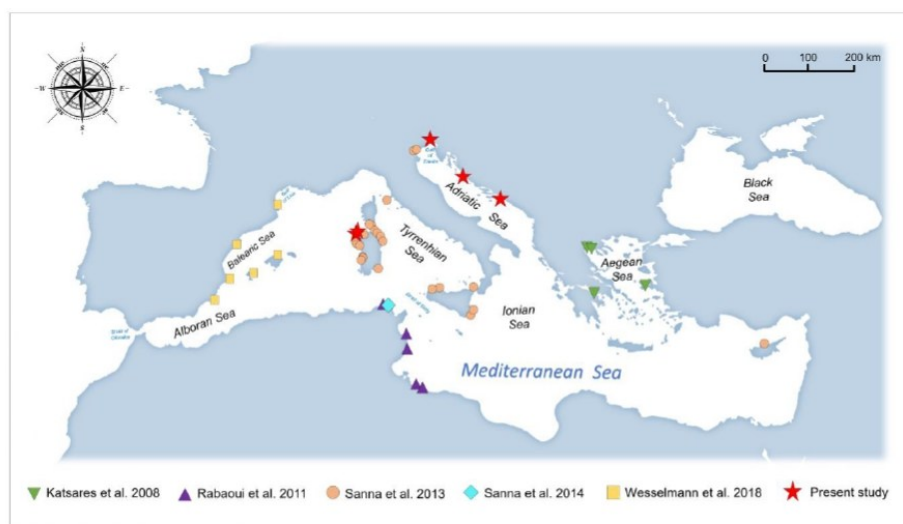 N
W
E
S
0 100 200 km
Gulf of
Adriatic Sea
Black
Sea
Balearic Sea
Tyrrhenian
Sea
Aegean
Sea
Alboran Sea
Ionian
Sea
Mediterranean Sea
Katsares et al. 2008
Rabaoui et al. 2011
Sanna et al. 2013
Sanna et al. 2014
Wesselmann et al. 2018
Present study